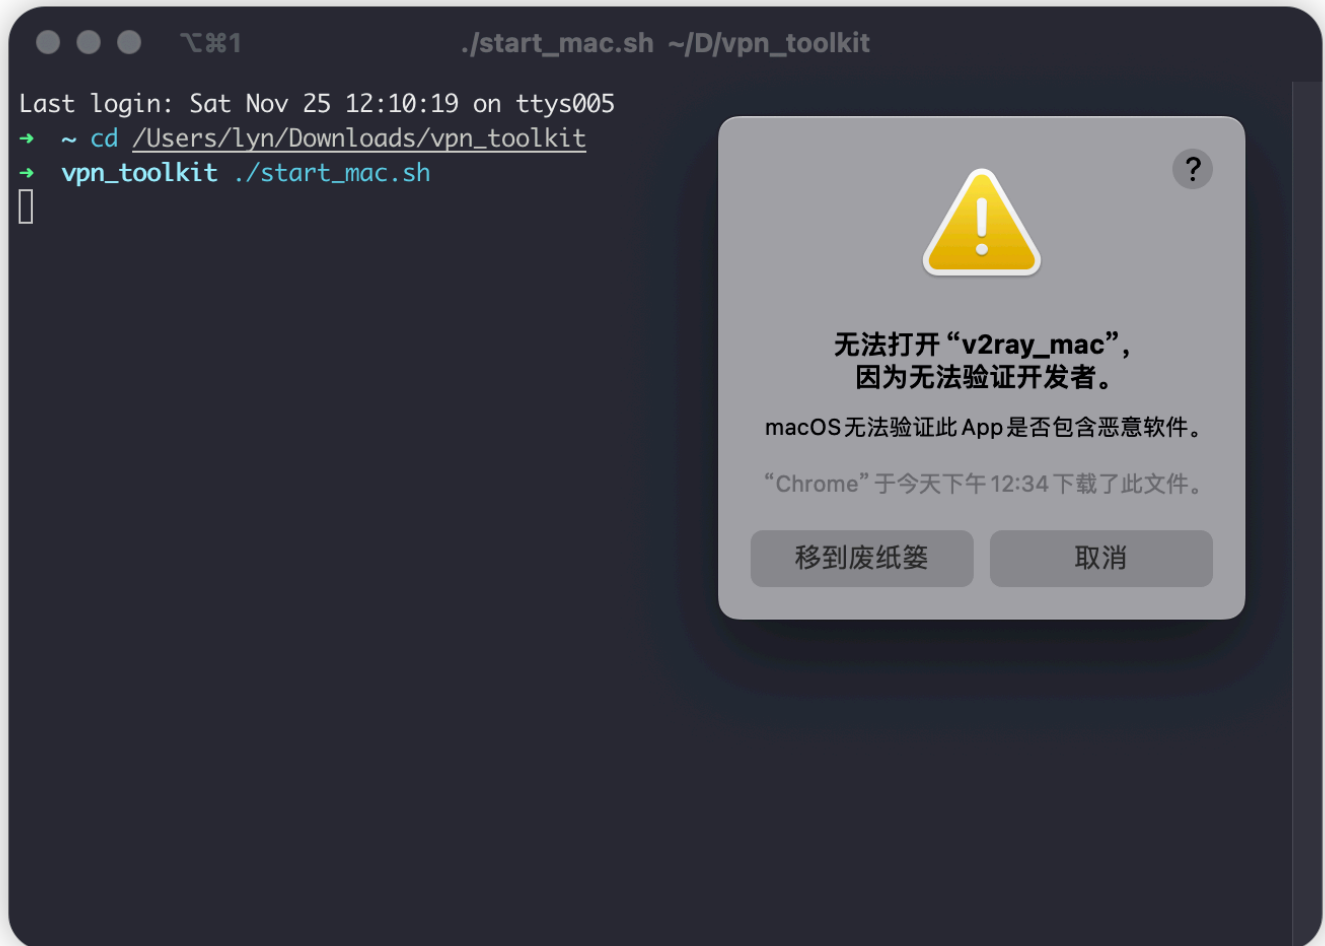 ⌥⌘1
./start_mac.sh ~/D/vpn_toolkit
Last login: Sat Nov 25 12:10:19 on ttys005
➜ ~ cd /Users/lyn/Downloads/vpn_toolkit
➜ vpn_toolkit ./start_mac.sh
?
无法打开“v2ray_mac”，
因为无法验证开发者。
macOS无法验证此App是否包含恶意软件。
“Chrome”于今天下午12:34下载了此文件。
移到废纸篓
取消